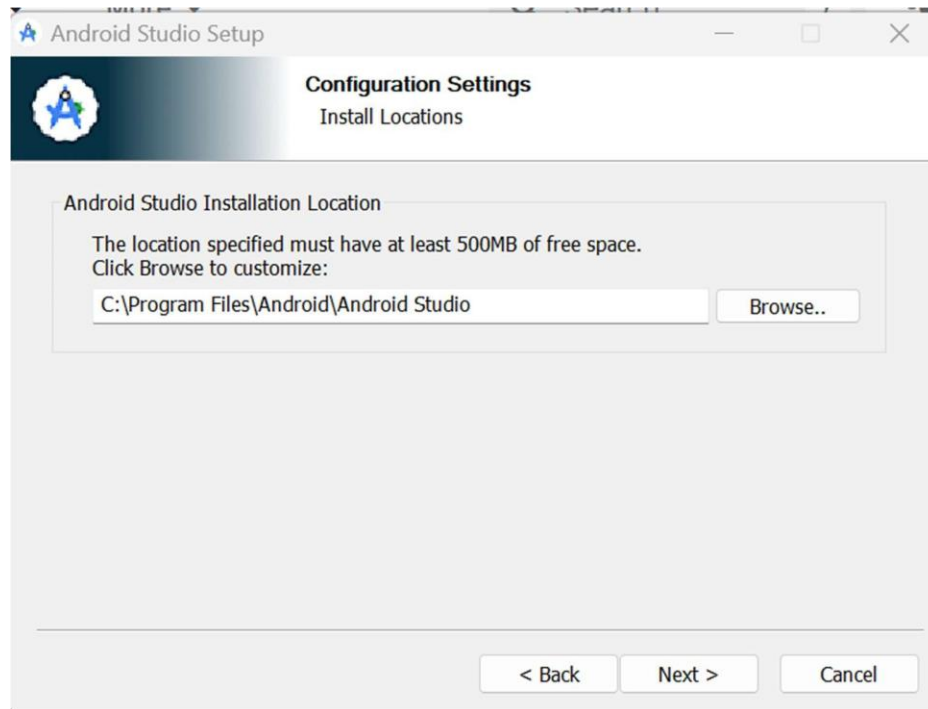 Android Studio Setup
Configuration Settings
Install Locations
Android Studio Installation Location
The location specified must have at least 500MB of free space.
Click Browse to customize:
C:\Program Files\Android\Android Studio
Browse..
< Back
Next >
Cancel